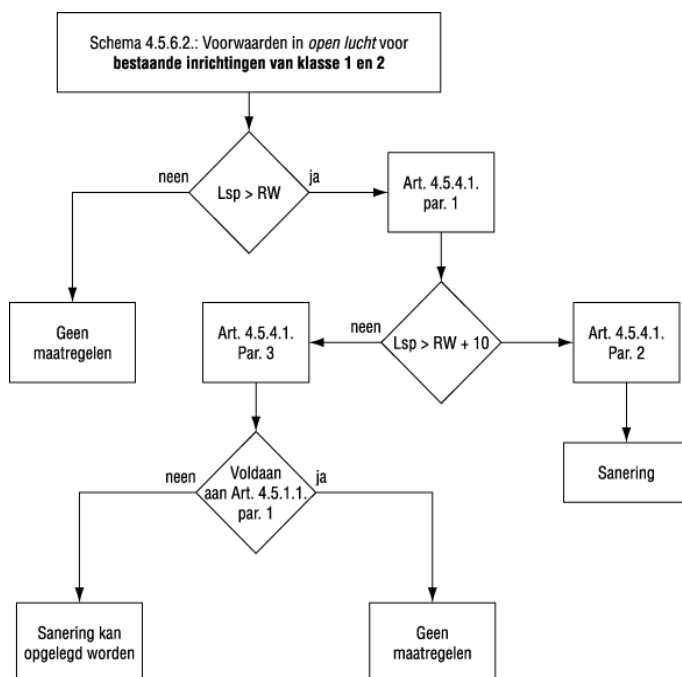 Schema 4.5.6.2.: Voorwaarden in open lucht voor
bestaande inrichtingen van klasse 1 en 2
neen
ja
Lsp > RW
Art. 4.5.4.1.
par. 1
Geen
maatregelen
Art. 4.5.4.1.
Par. 3
neen
Lsp > RW + 10
Art. 4.5.4.1.
Par. 2
Sanering
neen
Voldaan
aan Art. 4.5.1.1.
par. 1
ja
Sanering kan
opgelegd worden
Geen
maatregelen